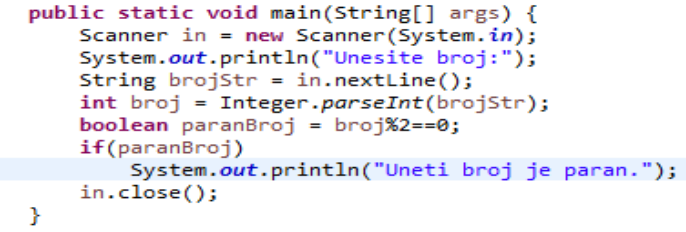 public static void main(String[] args) {
    Scanner in = new Scanner(System.in);
    System.out.println("Unesite broj:");
    String brojStr = in.nextLine();
    int broj = Integer.parseInt(brojStr);
    boolean paranBroj = broj%2==0;
    if(paranBroj)
        System.out.println("Uneti broj je paran.");
    in.close();
}